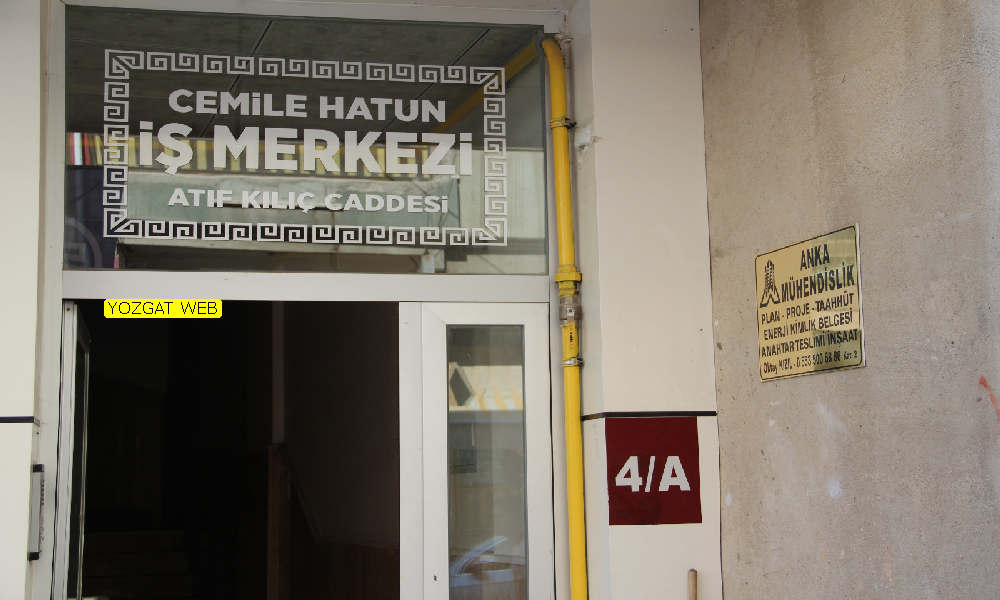 CEMiLE HATUN
iŞ MERKEZi
ATIF KILIÇ CADDESi
YOZGAT WEB
ANKA
MÜHENDİSLİK
PLAN - PROJE - TAAHHÜT
ENERJİ KİMLİK BELGESİ
ANAHTAR TESLİMİ İNŞAAT
4/A